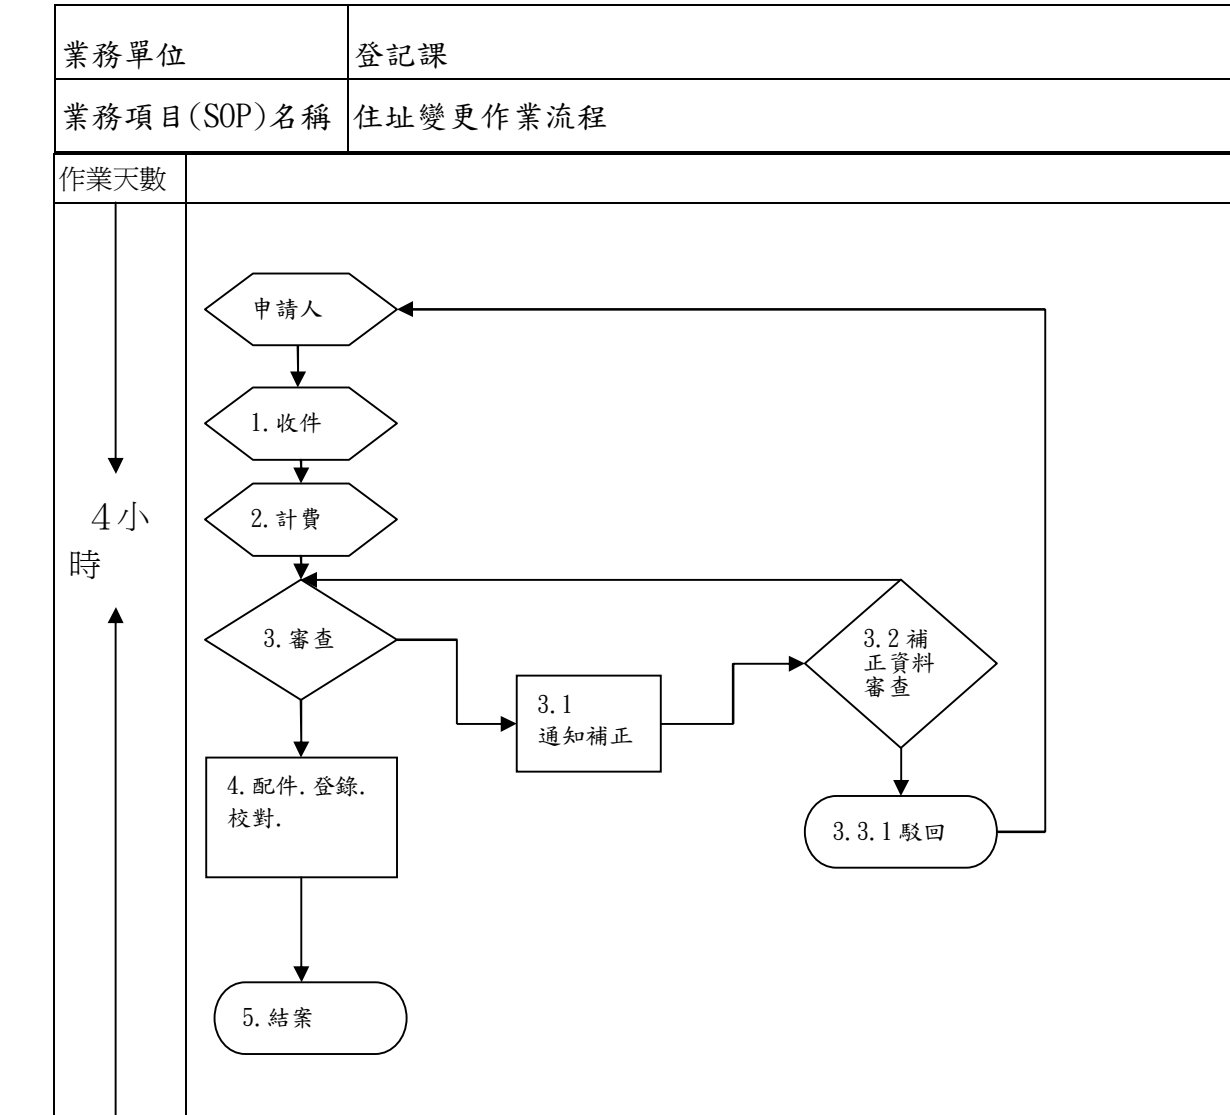 業務單位
登記課
業務項目(SOP)名稱
住址變更作業流程
作業天數
申請人
1.收件
2.計費
4小
時
3.審查
3.2補
正資料
審查
3.1
通知補正
4.配件.登錄.
校對.
3.3.1駁回
5.結案